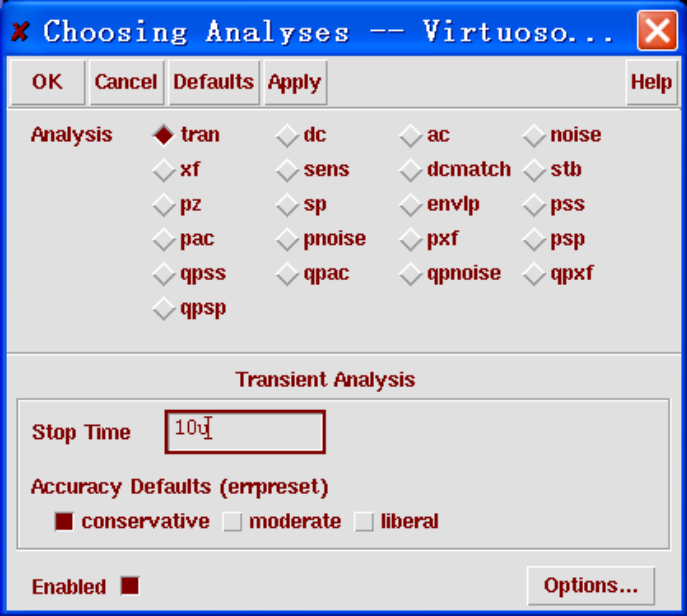 Choosing Analyses -- Virtuoso...
OK Cancel Defaults Apply Help
Analysis tran dc ac noise
xf sens dcmatch stb
pz sp envlp pss
pac pnoise pxf psp
qpss qpac qpnoise qpxf
qpsp
Transient Analysis
Stop Time 10u
Accuracy Defaults (errpreset)
conservative moderate liberal
Enabled Options...